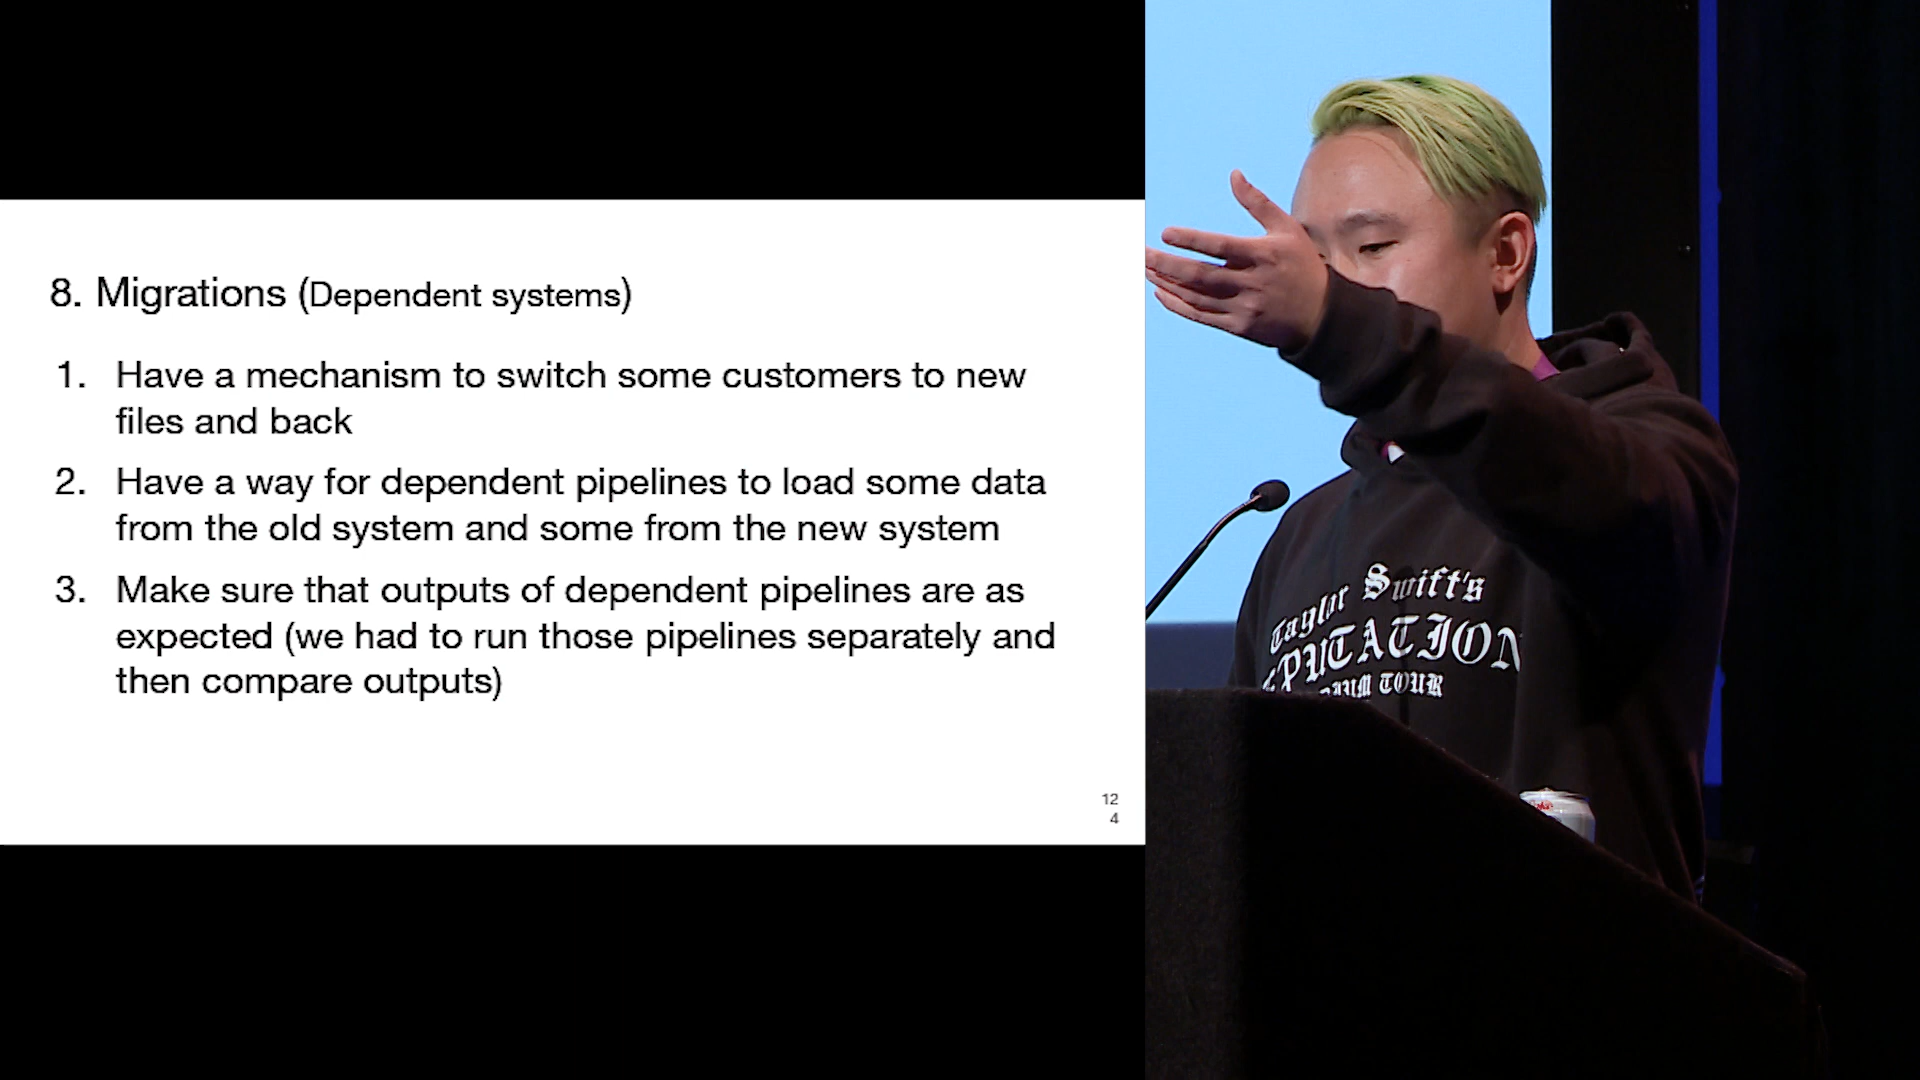 8. Migrations (Dependent systems)
1. Have a mechanism to switch some customers to new
files and back
2. Have a way for dependent pipelines to load some data
from the old system and some from the new system
3. Make sure that outputs of dependent pipelines are as
expected (we had to run those pipelines separately and
then compare outputs)
12
4
Taylor Swift's
EPUTATION
DIUM TOUR